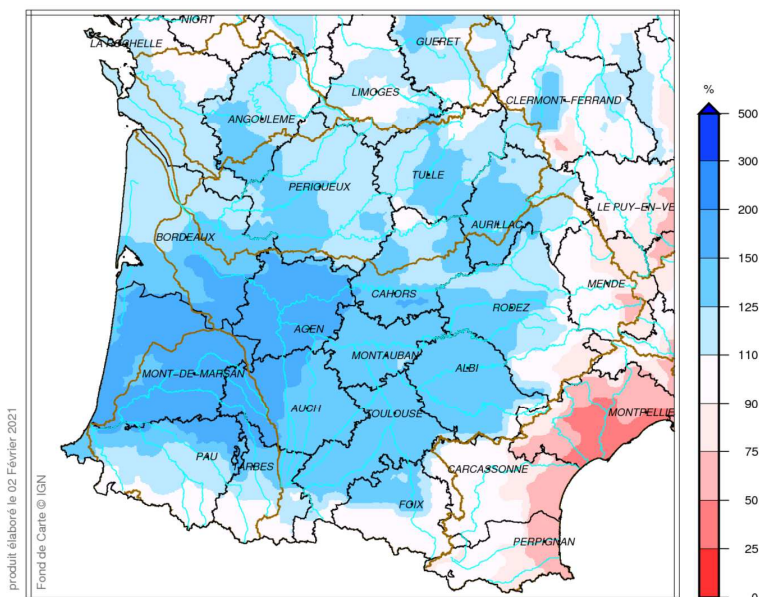 NIORT
LA ROCHELLE
GUERET
LIMOGES
CLERMONT-FERRAND
ANGOULEME
PERIGUEUX
TULLE
AURILLAC
LE PUY-EN-VE
BORDEAUX
MENDE
CAHORS
RODEZ
AGEN
MONTAUBAN
ALBI
MONT-DE-MARSAN
AUCH
TOULOUSE
MONTPELLIE
PAU
TARBES
CARCASSONNE
FOIX
PERPIGNAN
%
500
300
200
150
125
110
90
75
50
25
0
produit élaboré le 02 Février 2021
Fond de Carte © IGN